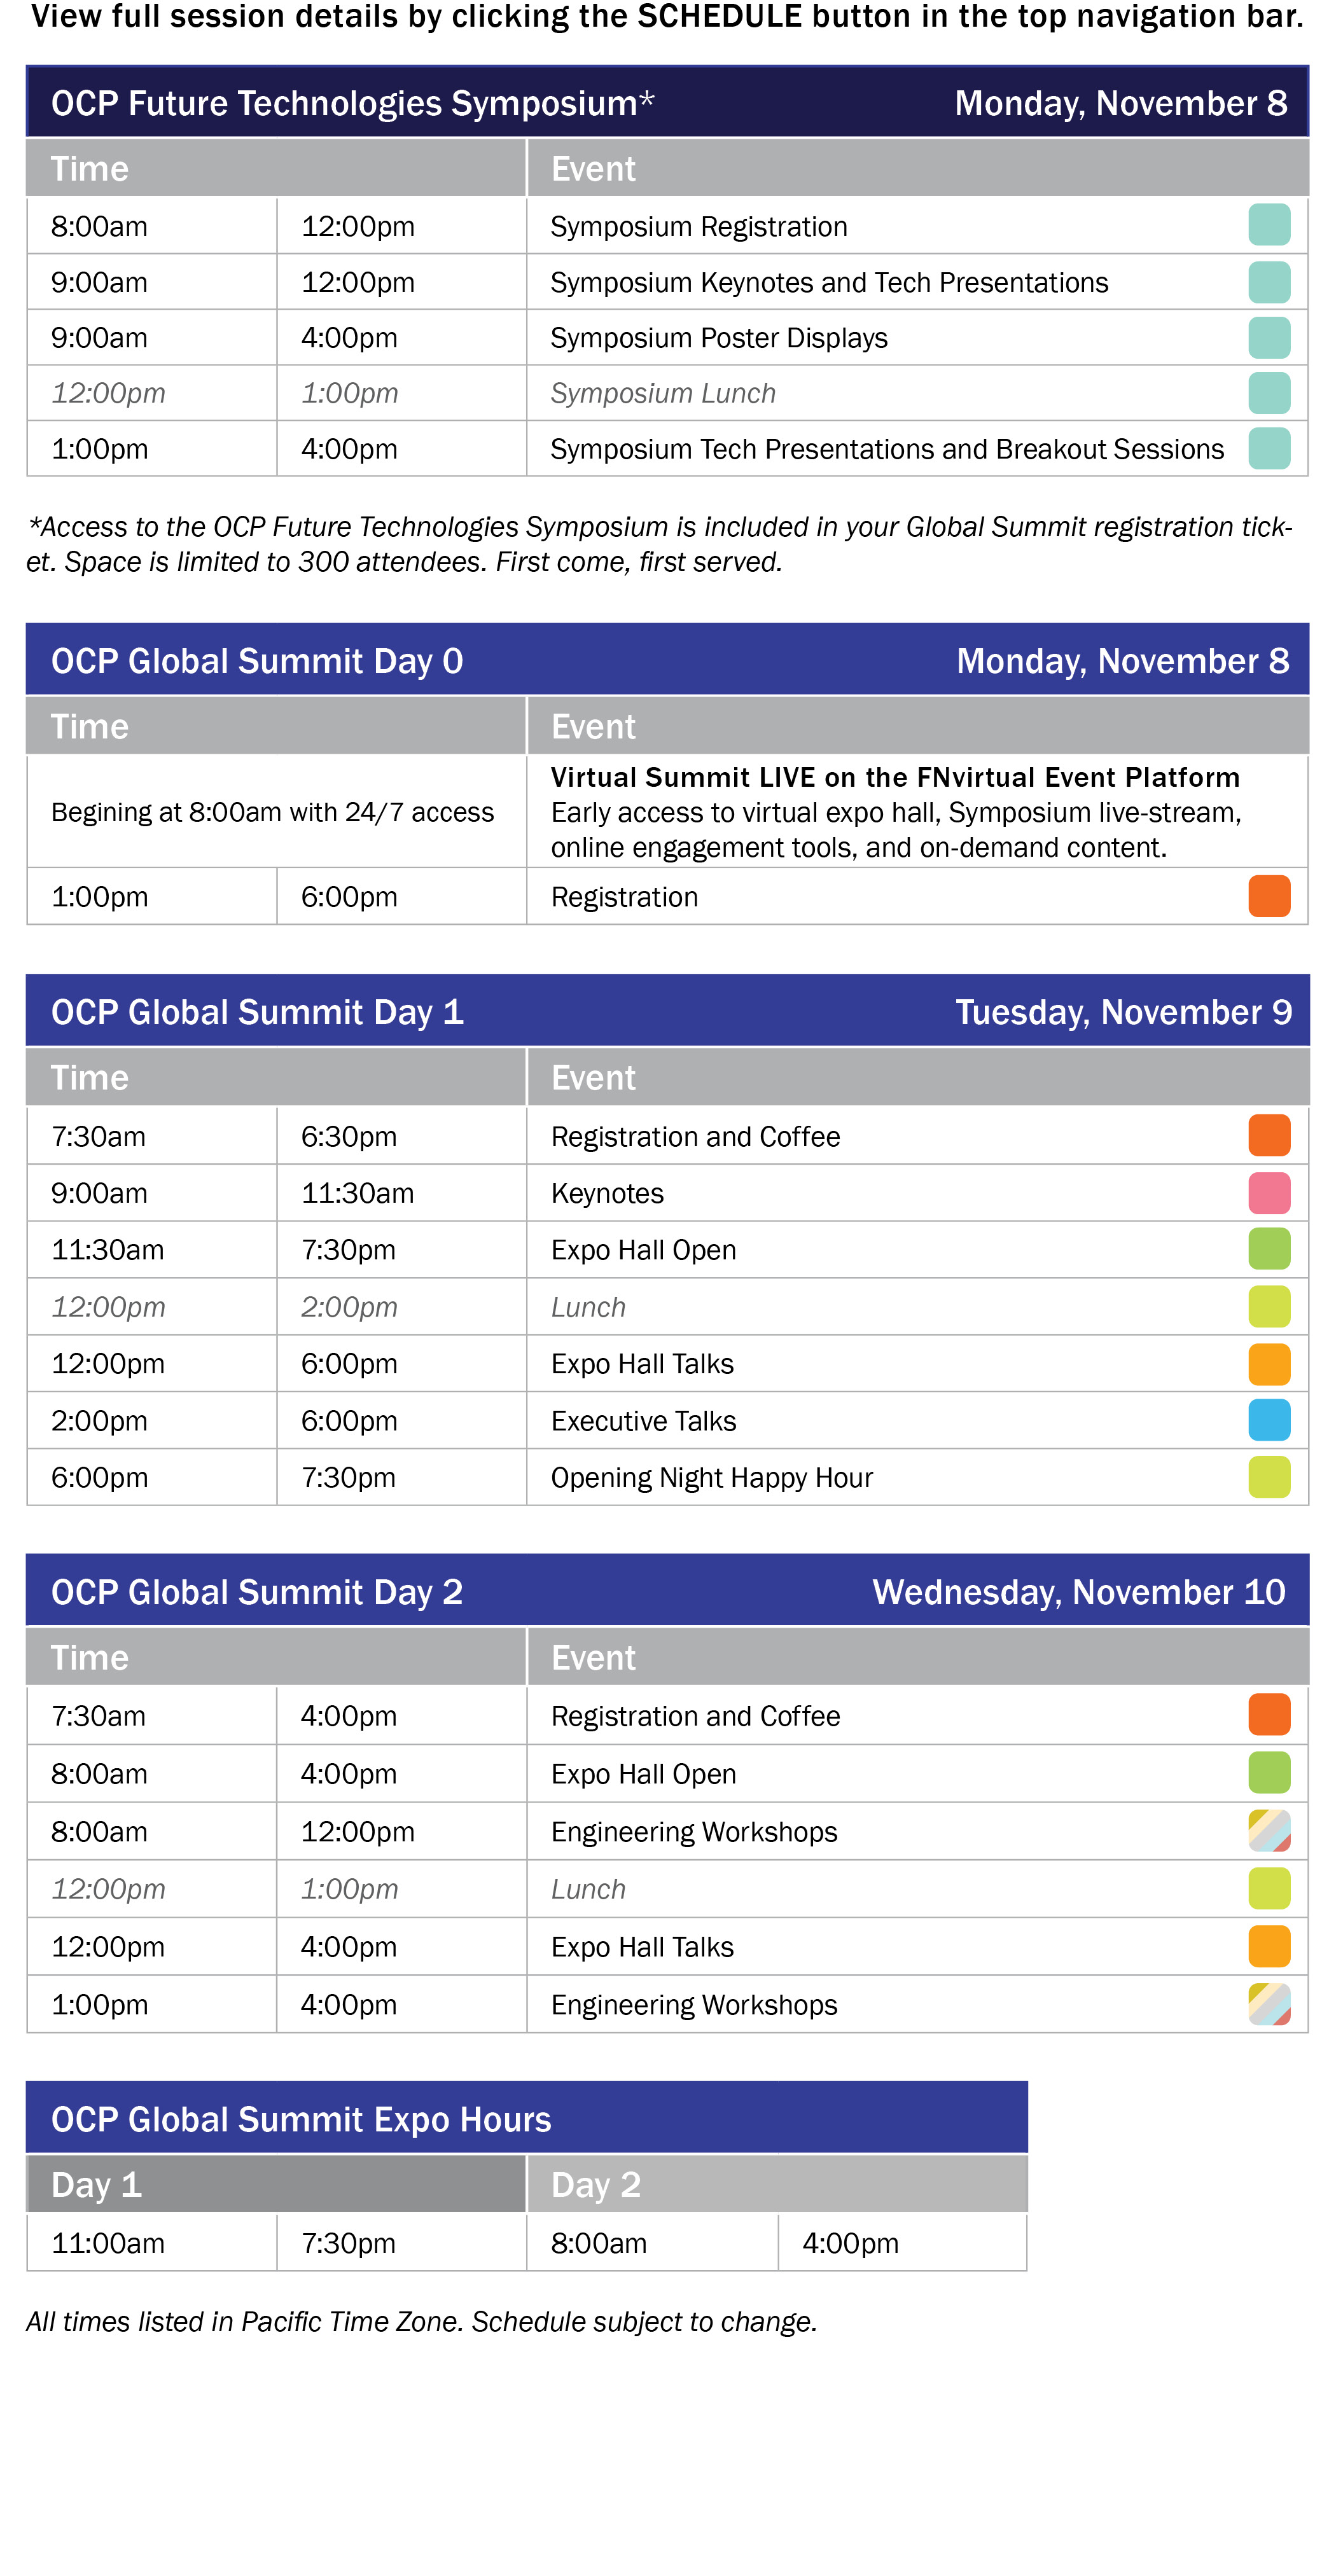 View full session details by clicking the SCHEDULE button in the top navigation bar.
OCP Future Technologies Symposium* Monday, November 8
Time Event
8:00am 12:00pm Symposium Registration
9:00am 12:00pm Symposium Keynotes and Tech Presentations
9:00am 4:00pm Symposium Poster Displays
12:00pm 1:00pm Symposium Lunch
1:00pm 4:00pm Symposium Tech Presentations and Breakout Sessions
*Access to the OCP Future Technologies Symposium is included in your Global Summit registration tick-
et. Space is limited to 300 attendees. First come, first served.
OCP Global Summit Day 0 Monday, November 8
Time Event
Begining at 8:00am with 24/7 access
Virtual Summit LIVE on the FNvirtual Event Platform
Early access to virtual expo hall, Symposium live-stream,
online engagement tools, and on-demand content.
1:00pm 6:00pm Registration
OCP Global Summit Day 1 Tuesday, November 9
Time Event
7:30am 6:30pm Registration and Coffee
9:00am 11:30am Keynotes
11:30am 7:30pm Expo Hall Open
12:00pm 2:00pm Lunch
12:00pm 6:00pm Expo Hall Talks
2:00pm 6:00pm Executive Talks
6:00pm 7:30pm Opening Night Happy Hour
OCP Global Summit Day 2 Wednesday, November 10
Time Event
7:30am 4:00pm Registration and Coffee
8:00am 4:00pm Expo Hall Open
8:00am 12:00pm Engineering Workshops
12:00pm 1:00pm Lunch
12:00pm 4:00pm Expo Hall Talks
1:00pm 4:00pm Engineering Workshops
OCP Global Summit Expo Hours
Day 1 Day 2
11:00am 7:30pm 8:00am 4:00pm
All times listed in Pacific Time Zone. Schedule subject to change.